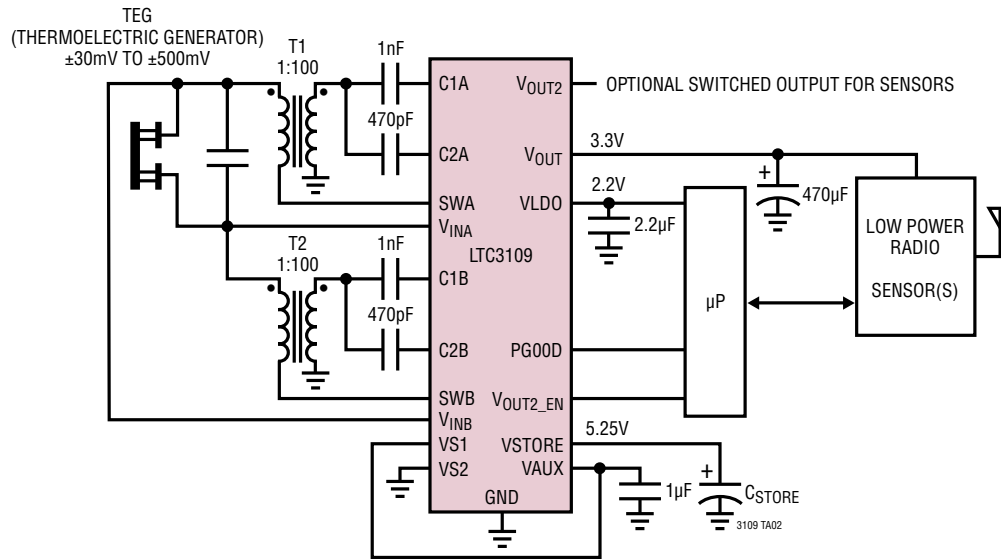 TEG
(THERMOELECTRIC GENERATOR)
±30mV TO ±500mV
T1
1:100
1nF
470pF
C1A
C2A
SWA
VINA
T2
1:100
1nF
470pF
C1B
C2B
SWB
VINB
VS1
VS2
LTC3109
GND
VOUT2
OPTIONAL SWITCHED OUTPUT FOR SENSORS
VOUT
3.3V
470µF
VLDO
2.2V
2.2µF
PG00D
VOUT2_EN
µP
LOW POWER
RADIO
SENSOR(S)
VSTORE
5.25V
VAUX
1µF
CSTORE
3109 TA02
+
+